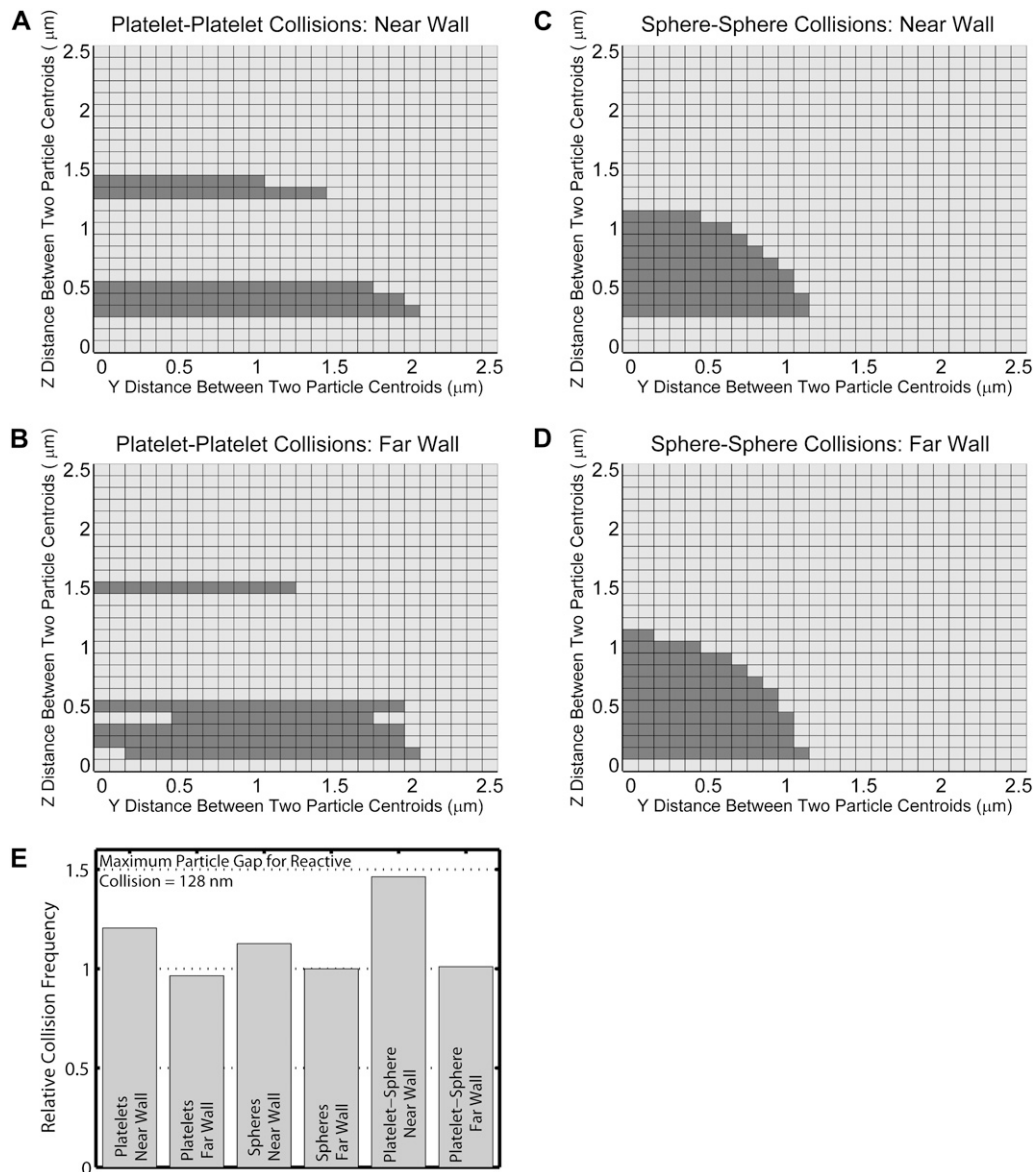 A
Platelet-Platelet Collisions: Near Wall
Z Distance Between Two Particle Centroids ( μm)
2.5
2
1.5
1
0.5
0
0 0.5 1 1.5 2 2.5
Y Distance Between Two Particle Centroids (μm)
C
Sphere-Sphere Collisions: Near Wall
Z Distance Between Two Particle Centroids ( μm)
2.5
2
1.5
1
0.5
0
0 0.5 1 1.5 2 2.5
Y Distance Between Two Particle Centroids (μm)
B
Platelet-Platelet Collisions: Far Wall
Z Distance Between Two Particle Centroids ( μm)
2.5
2
1.5
1
0.5
0
0 0.5 1 1.5 2 2.5
Y Distance Between Two Particle Centroids (μm)
D
Sphere-Sphere Collisions: Far Wall
Z Distance Between Two Particle Centroids ( μm)
2.5
2
1.5
1
0.5
0
0 0.5 1 1.5 2 2.5
Y Distance Between Two Particle Centroids (μm)
E
Relative Collision Frequency
1.5
1
0.5
0
Maximum Particle Gap for Reactive
Collision = 128 nm
Platelets
Near Wall
Platelets
Far Wall
Spheres
Near Wall
Spheres
Far Wall
Platelet−Sphere
Near Wall
Platelet−Sphere
Far Wall